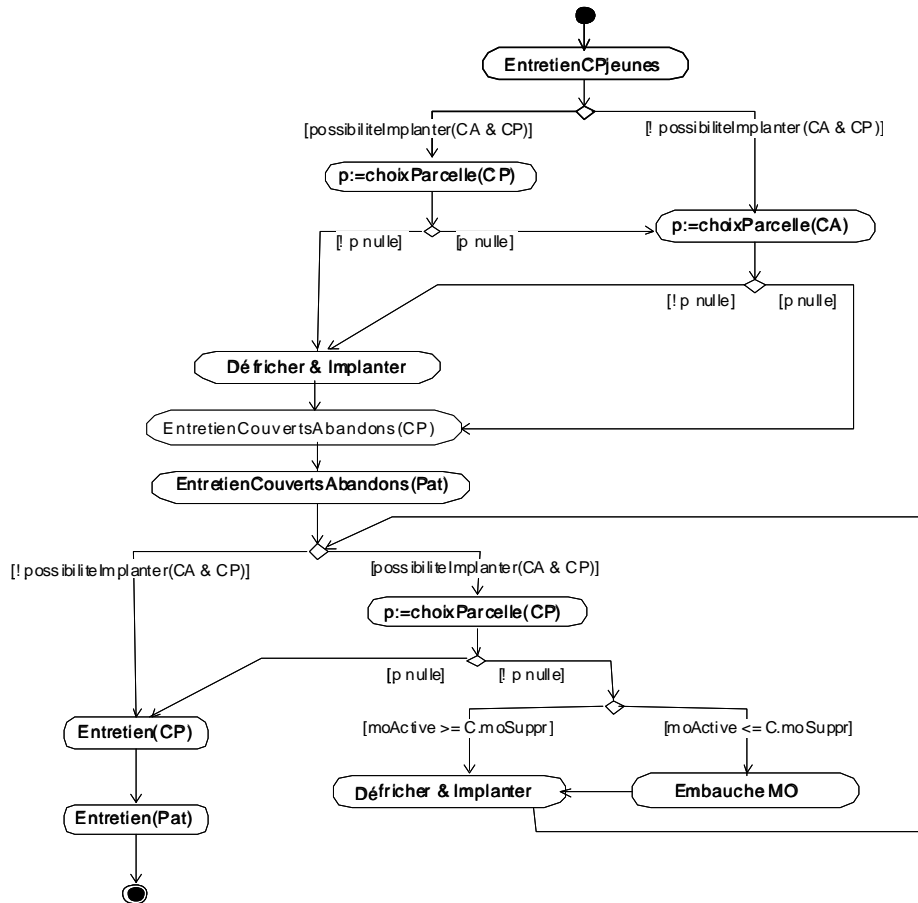 EntretienCPjeunes
[possibiliteImplanter(CA & CP)]
[! possibiliteImplanter(CA & CP)]
p:=choixParcelle(CP)
p:=choixParcelle(CA)
[! p nulle]
[p nulle]
[!p nulle]
[p nulle]
Défricher & Implanter
EntretienCouvertsAbandons(CP)
EntretienCouvertsAbandons(Pat)
[! possibiliteImplanter(CA & CP)]
[possibiliteImplanter(CA & CP)]
p:=choixParcelle(CP)
[p nulle]
[! p nulle]
Entretien(CP)
[moActive >= C.moSuppr]
[moActive <= C.moSuppr]
Défricher & Implanter
Embauche MO
Entretien(Pat)